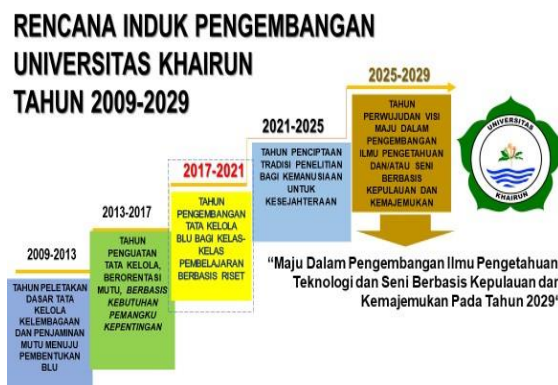 RENCANA INDUK PENGEMBANGAN
UNIVERSITAS KHAIRUN
TAHUN 2009-2029
2009-2013
TAHUN PELETAKAN
DASAR TATA
KELOLA
KELEMBAGAAN
DAN PENJAMINAN
MUTU MENUJU
PEMBENTUKAN
BLU
2013-2017
TAHUN
PENGUATAN
TATA KELOLA,
BERORENTASI
MUTU, BERBASIS
KEBUTUHAN
PEMANGKU
KEPENTINGAN
2017-2021
TAHUN
PENGEMBANGAN
TATA KELOLA
BLU BAGI KELAS-
KELAS
PEMBELAJARAN
BERBASIS RISET
2021-2025
TAHUN PENCIPTAAN
TRADISI PENELITIAN
BAGI KEMANUSIAAN
UNTUK
KESEJAHTERAAN
2025-2029
TAHUN
PERWUJUDAN VISI
MAJU DALAM
PENGEMBANGAN
ILMU PENGETAHUAN
DAN/ATAU SENI
BERBASIS
KEPULAUAN DAN
KEMAJEMUKAN
UNIVERSITAS
KHAIRUN
“Maju Dalam Pengembangan Ilmu Pengetahuan
Teknologi dan Seni Berbasis Kepulauan dan
Kemajemukan Pada Tahun 2029“